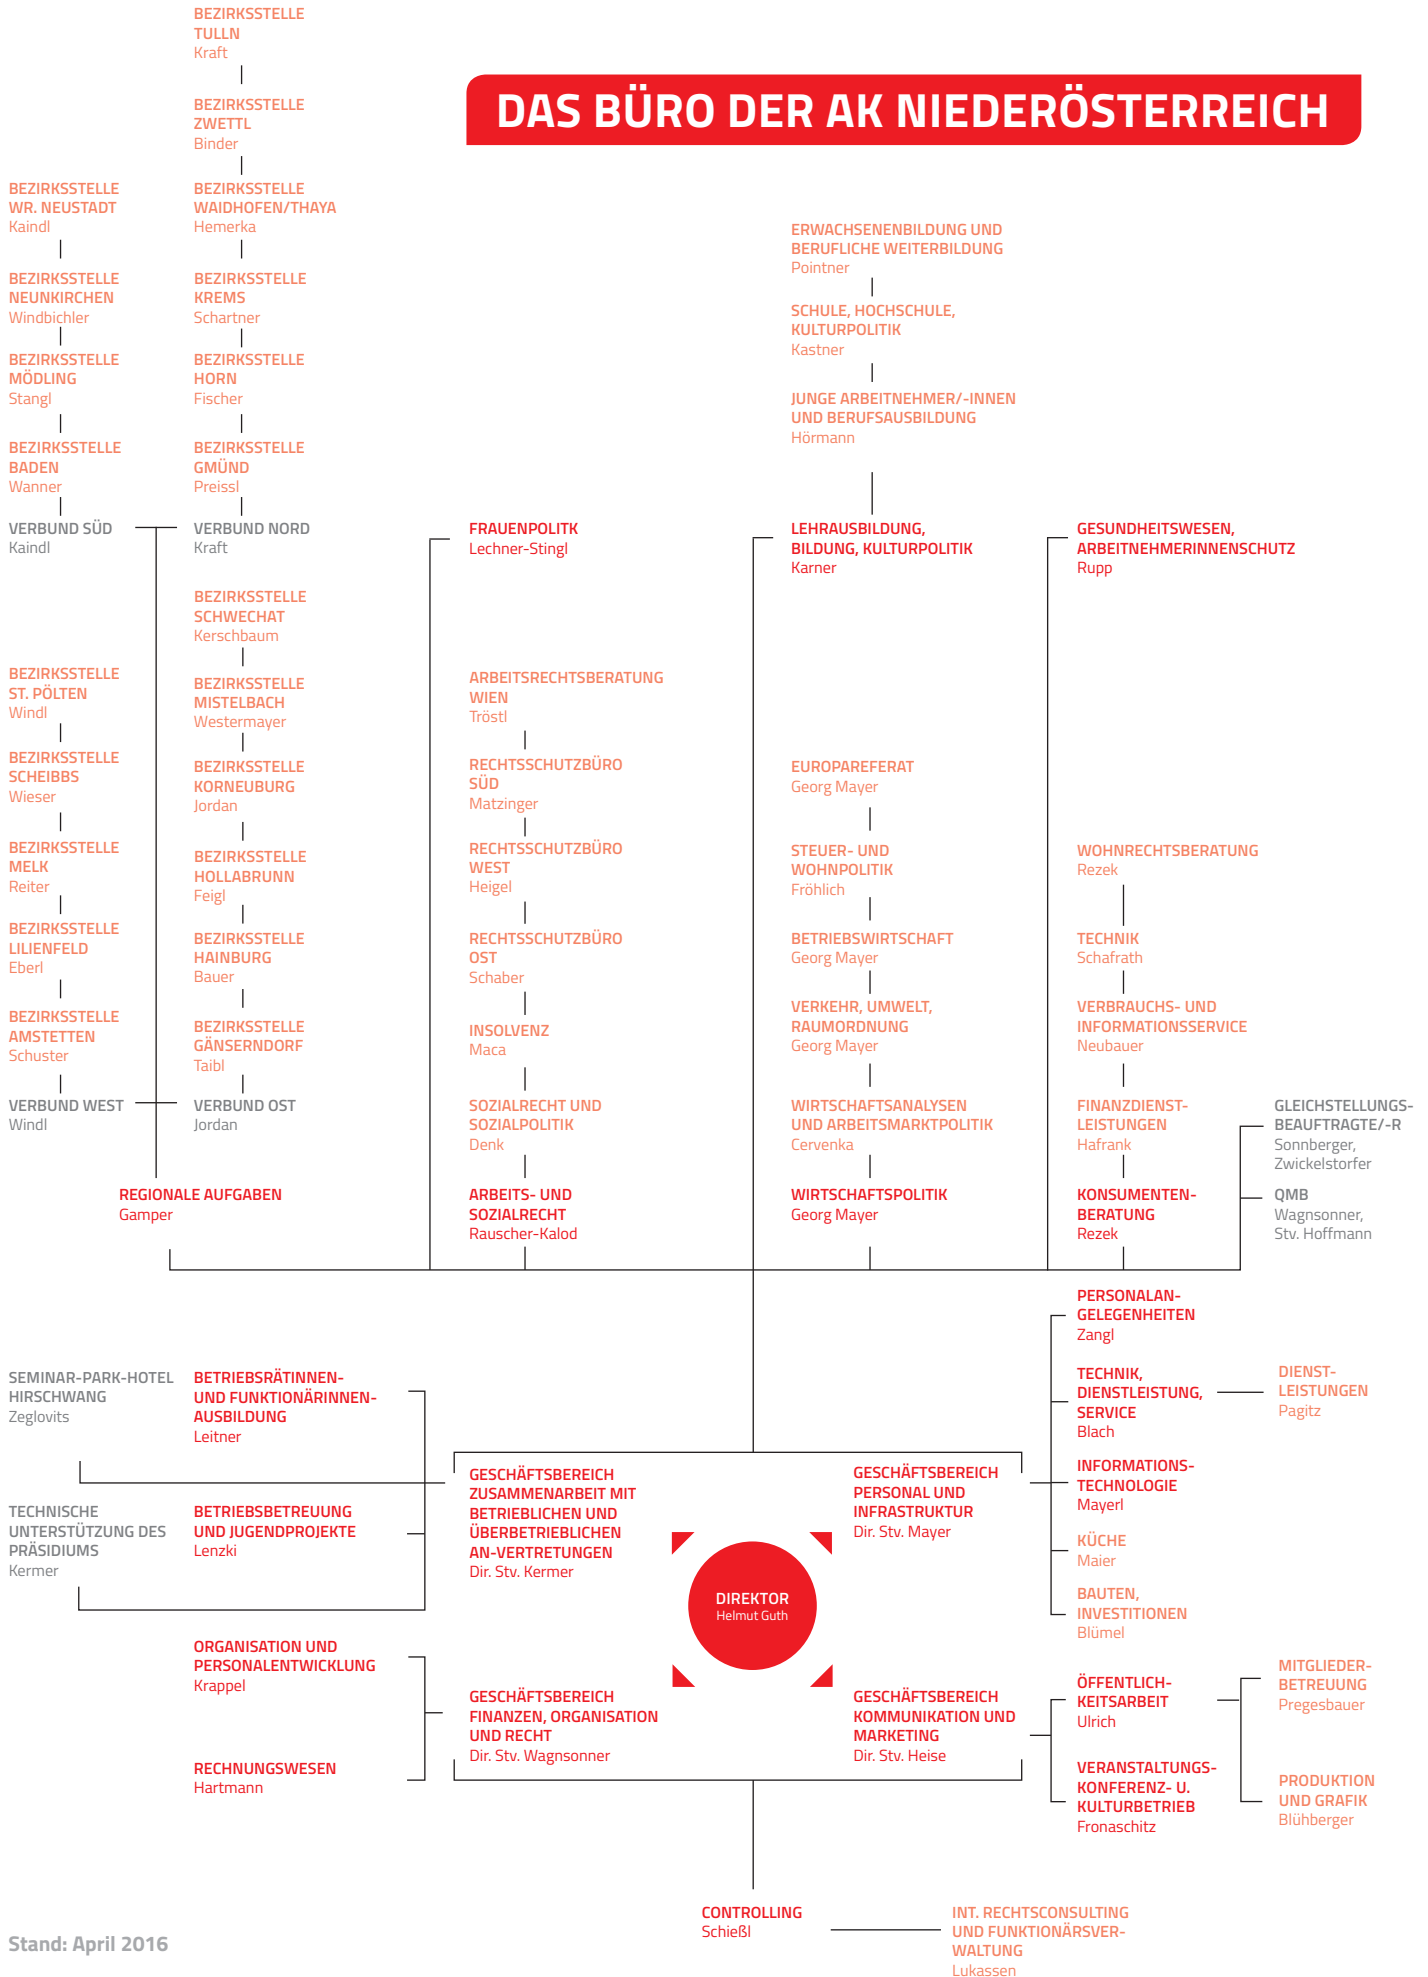 DAS BÜRO DER AK NIEDERÖSTERREICH
BEZIRKSSTELLE
TULLN
Kraft
BEZIRKSSTELLE
ZWETTL
Binder
BEZIRKSSTELLE
WAIDHOFEN/THAYA
Hemerka
BEZIRKSSTELLE
KREMS
Schartner
BEZIRKSSTELLE
HORN
Fischer
BEZIRKSSTELLE
GMÜND
Preissl
VERBUND NORD
Kraft
BEZIRKSSTELLE
WR. NEUSTADT
Kaindl
BEZIRKSSTELLE
NEUNKIRCHEN
Windbichler
BEZIRKSSTELLE
MÖDLING
Stangl
BEZIRKSSTELLE
BADEN
Wanner
VERBUND SÜD
Kaindl
BEZIRKSSTELLE
ST. PÖLTEN
Windl
BEZIRKSSTELLE
SCHEIBBS
Wieser
BEZIRKSSTELLE
MELK
Reiter
BEZIRKSSTELLE
LILIENFELD
Eberl
BEZIRKSSTELLE
AMSTETTEN
Schuster
VERBUND WEST
Windl
BEZIRKSSTELLE
SCHWECHAT
Kerschbaum
BEZIRKSSTELLE
MISTELBACH
Westermayer
BEZIRKSSTELLE
KORNEUBURG
Jordan
BEZIRKSSTELLE
HOLLABRUNN
Feigl
BEZIRKSSTELLE
HAINBURG
Bauer
BEZIRKSSTELLE
GÄNSERNDORF
Taibl
VERBUND OST
Jordan
REGIONALE AUFGABEN
Gamper
FRAUENPOLITK
Lechner-Stingl
ARBEITSRECHTSBERATUNG
WIEN
Tröstl
RECHTSSCHUTZBÜRO
SÜD
Matzinger
RECHTSSCHUTZBÜRO
WEST
Heigel
RECHTSSCHUTZBÜRO
OST
Schaber
INSOLVENZ
Maca
SOZIALRECHT UND
SOZIALPOLITIK
Denk
ARBEITS- UND
SOZIALRECHT
Rauscher-Kalod
ERWACHSENENBILDUNG UND
BERUFLICHE WEITERBILDUNG
Pointner
SCHULE, HOCHSCHULE,
KULTURPOLITIK
Kastner
JUNGE ARBEITNEHMER/-INNEN
UND BERUFSAUSBILDUNG
Hörmann
LEHRAUSBILDUNG,
BILDUNG, KULTURPOLITIK
Karner
EUROPAREFERAT
Georg Mayer
STEUER- UND
WOHNPOLITIK
Fröhlich
BETRIEBSWIRTSCHAFT
Georg Mayer
VERKEHR, UMWELT,
RAUMORDNUNG
Georg Mayer
WIRTSCHAFTSANALYSEN
UND ARBEITSMARKTPOLITIK
Cervenka
WIRTSCHAFTSPOLITIK
Georg Mayer
GESUNDHEITSWESEN,
ARBEITNEHMERINNENSCHUTZ
Rupp
WOHNRECHTSBERATUNG
Rezek
TECHNIK
Schafrath
VERBRAUCHS- UND
INFORMATIONSSERVICE
Neubauer
FINANZDIENST-
LEISTUNGEN
Hafrank
KONSUMENTEN-
BERATUNG
Rezek
GLEICHSTELLUNGS-
BEAUFTRAGTE/-R
Sonnberger,
Zwickelstorfer
QMB
Wagnsonner,
Stv. Hoffmann
SEMINAR-PARK-HOTEL
HIRSCHWANG
Zeglovits
BETRIEBSRÄTINNEN-
UND FUNKTIONÄRINNEN-
AUSBILDUNG
Leitner
TECHNISCHE
UNTERSTÜTZUNG DES
PRÄSIDIUMS
Kermer
BETRIEBSBETREUUNG
UND JUGENDPROJEKTE
Lenzki
GESCHÄFTSBEREICH
ZUSAMMENARBEIT MIT
BETRIEBLICHEN UND
ÜBERBETRIEBLICHEN
AN-VERTRETUNGEN
Dir. Stv. Kermer
GESCHÄFTSBEREICH
PERSONAL UND
INFRASTRUKTUR
Dir. Stv. Mayer
PERSONALAN-
GELEGENHEITEN
Zangl
TECHNIK,
DIENSTLEISTUNG,
SERVICE
Blach
DIENST-
LEISTUNGEN
Pagitz
INFORMATIONS-
TECHNOLOGIE
Mayerl
KÜCHE
Maier
BAUTEN,
INVESTITIONEN
Blümel
DIREKTOR
Helmut Guth
ORGANISATION UND
PERSONALENTWICKLUNG
Krappel
RECHNUNGSWESEN
Hartmann
GESCHÄFTSBEREICH
FINANZEN, ORGANISATION
UND RECHT
Dir. Stv. Wagnsonner
GESCHÄFTSBEREICH
KOMMUNIKATION UND
MARKETING
Dir. Stv. Heise
ÖFFENTLICH-
KEITSARBEIT
Ulrich
VERANSTALTUNGS-
KONFERENZ- U.
KULTURBETRIEB
Fronaschitz
MITGLIEDER-
BETREUUNG
Pregesbauer
PRODUKTION
UND GRAFIK
Blühberger
CONTROLLING
Schießl
INT. RECHTSCONSULTING
UND FUNKTIONÄRSVER-
WALTUNG
Lukassen
Stand: April 2016